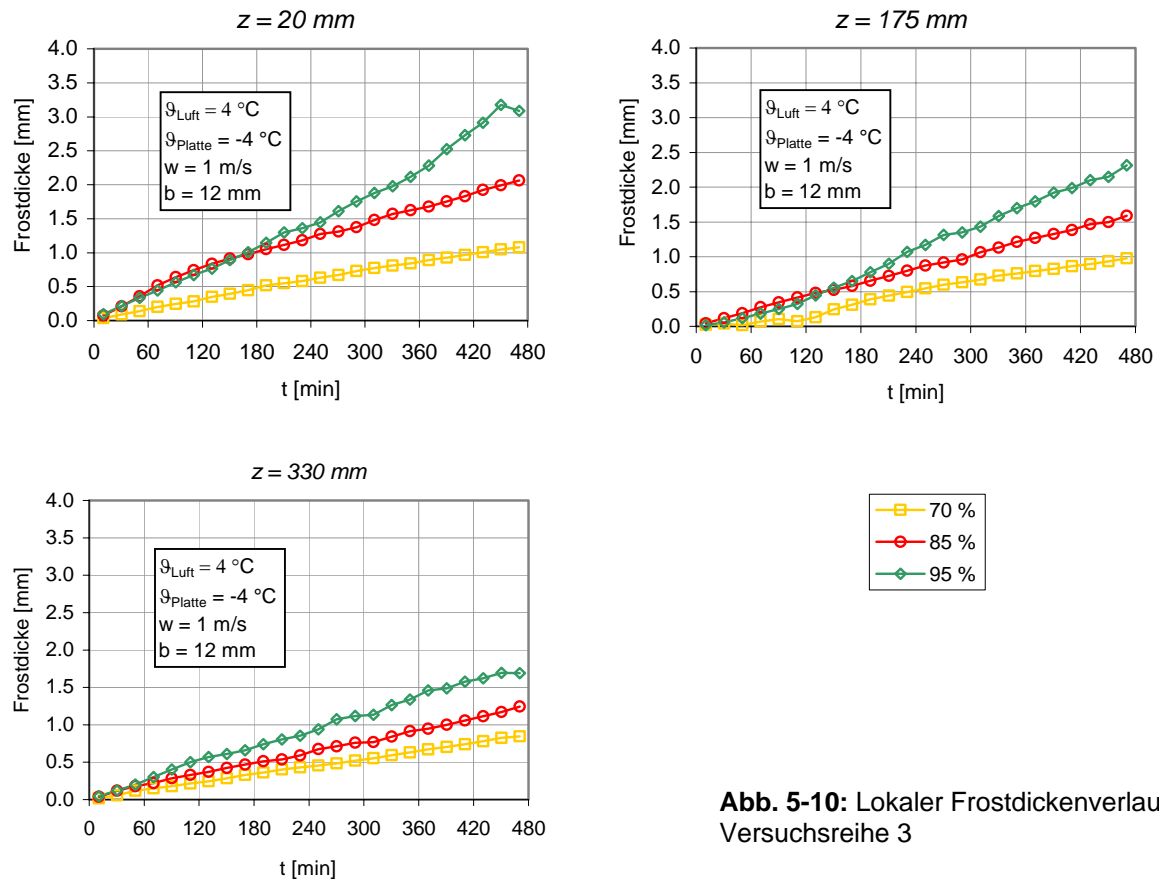 z = 20 mm
4.0
3.5
3.0
2.5
2.0
1.5
1.0
0.5
0.0
Frostdicke [mm]
ϑLuft = 4 °C
ϑPlatte = -4 °C
w = 1 m/s
b = 12 mm
0 60 120 180 240 300 360 420 480
t [min]
z = 175 mm
4.0
3.5
3.0
2.5
2.0
1.5
1.0
0.5
0.0
Frostdicke [mm]
ϑLuft = 4 °C
ϑPlatte = -4 °C
w = 1 m/s
b = 12 mm
0 60 120 180 240 300 360 420 480
t [min]
z = 330 mm
4.0
3.5
3.0
2.5
2.0
1.5
1.0
0.5
0.0
Frostdicke [mm]
ϑLuft = 4 °C
ϑPlatte = -4 °C
w = 1 m/s
b = 12 mm
0 60 120 180 240 300 360 420 480
t [min]
70 %
85 %
95 %
Abb. 5-10: Lokaler Frostdickenverlau
Versuchsreihe 3